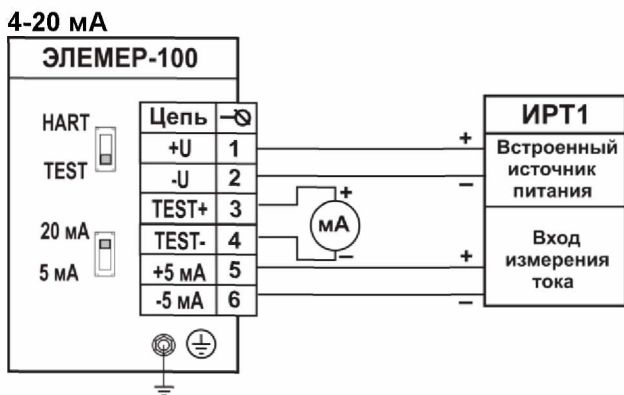 4-20 мА
ЭЛЕМЕР-100
HART
TEST
20 мА
5 мА
Цепь
+U 1
-U 2
TEST+ 3
TEST- 4
+5 мА 5
-5 мА 6
+
мА
–
+
–
+
–
ИРТ1
Встроенный
источник
питания
Вход
измерения
тока